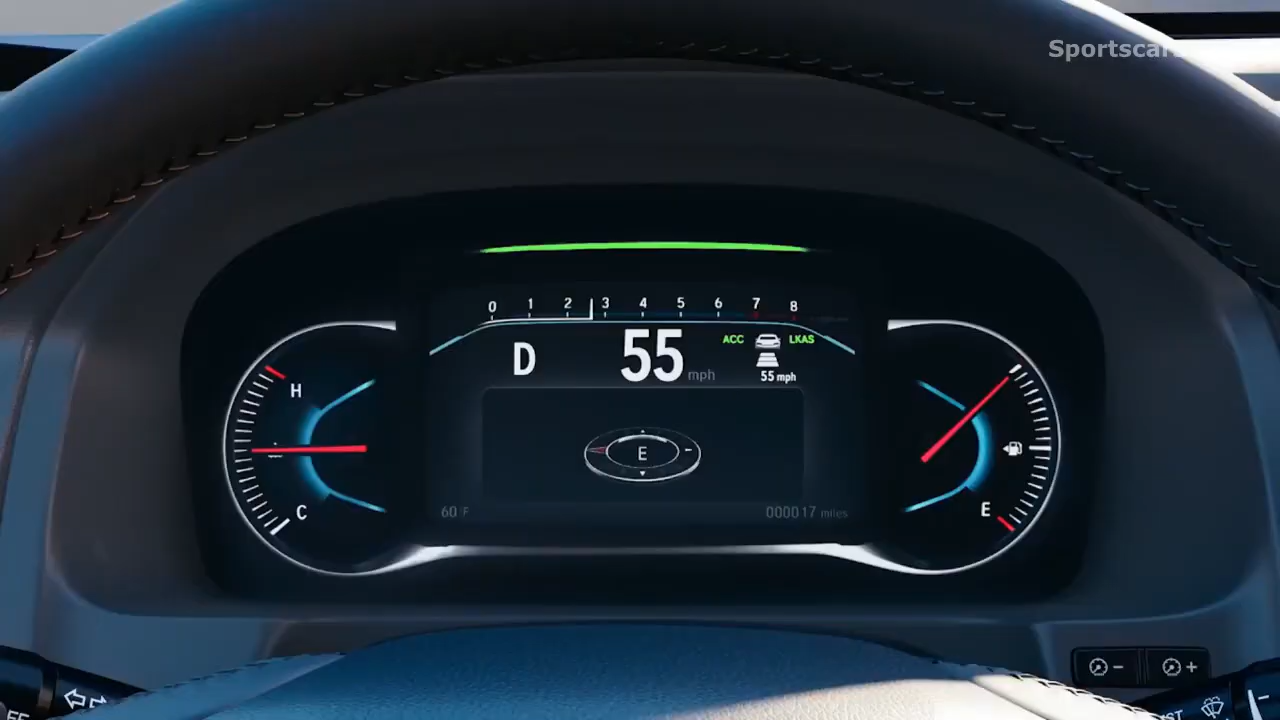 Sportscar
0 1 2 3 4 5 6 7 8
D 55 mph
ACC LKAS
55 mph
H
C
E
E
60 F
000017 miles